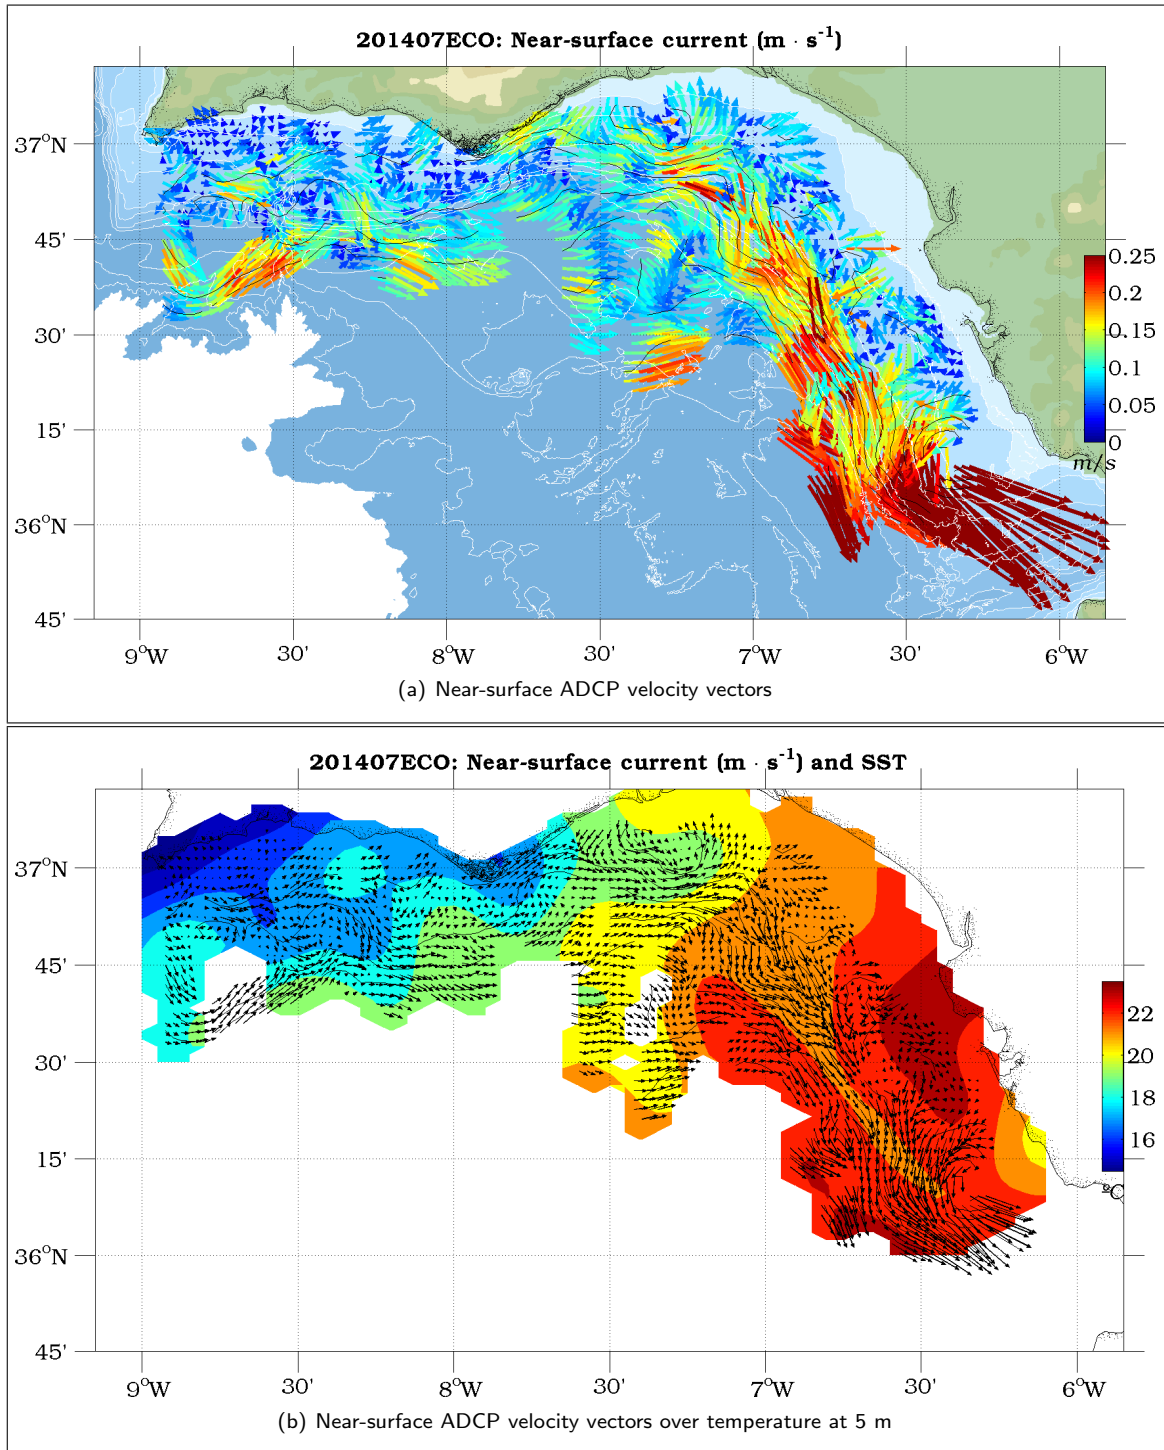 201407ECO: Near-surface current (m · s⁻¹)
37°N
45'
30'
15'
36°N
45'
0.25
0.2
0.15
0.1
0.05
0
m/s
9°W
30'
8°W
30'
7°W
30'
6°W
(a) Near-surface ADCP velocity vectors
201407ECO: Near-surface current (m · s⁻¹) and SST
37°N
45'
30'
15'
36°N
45'
22
20
18
16
ºC
9°W
30'
8°W
30'
7°W
30'
6°W
(b) Near-surface ADCP velocity vectors over temperature at 5 m